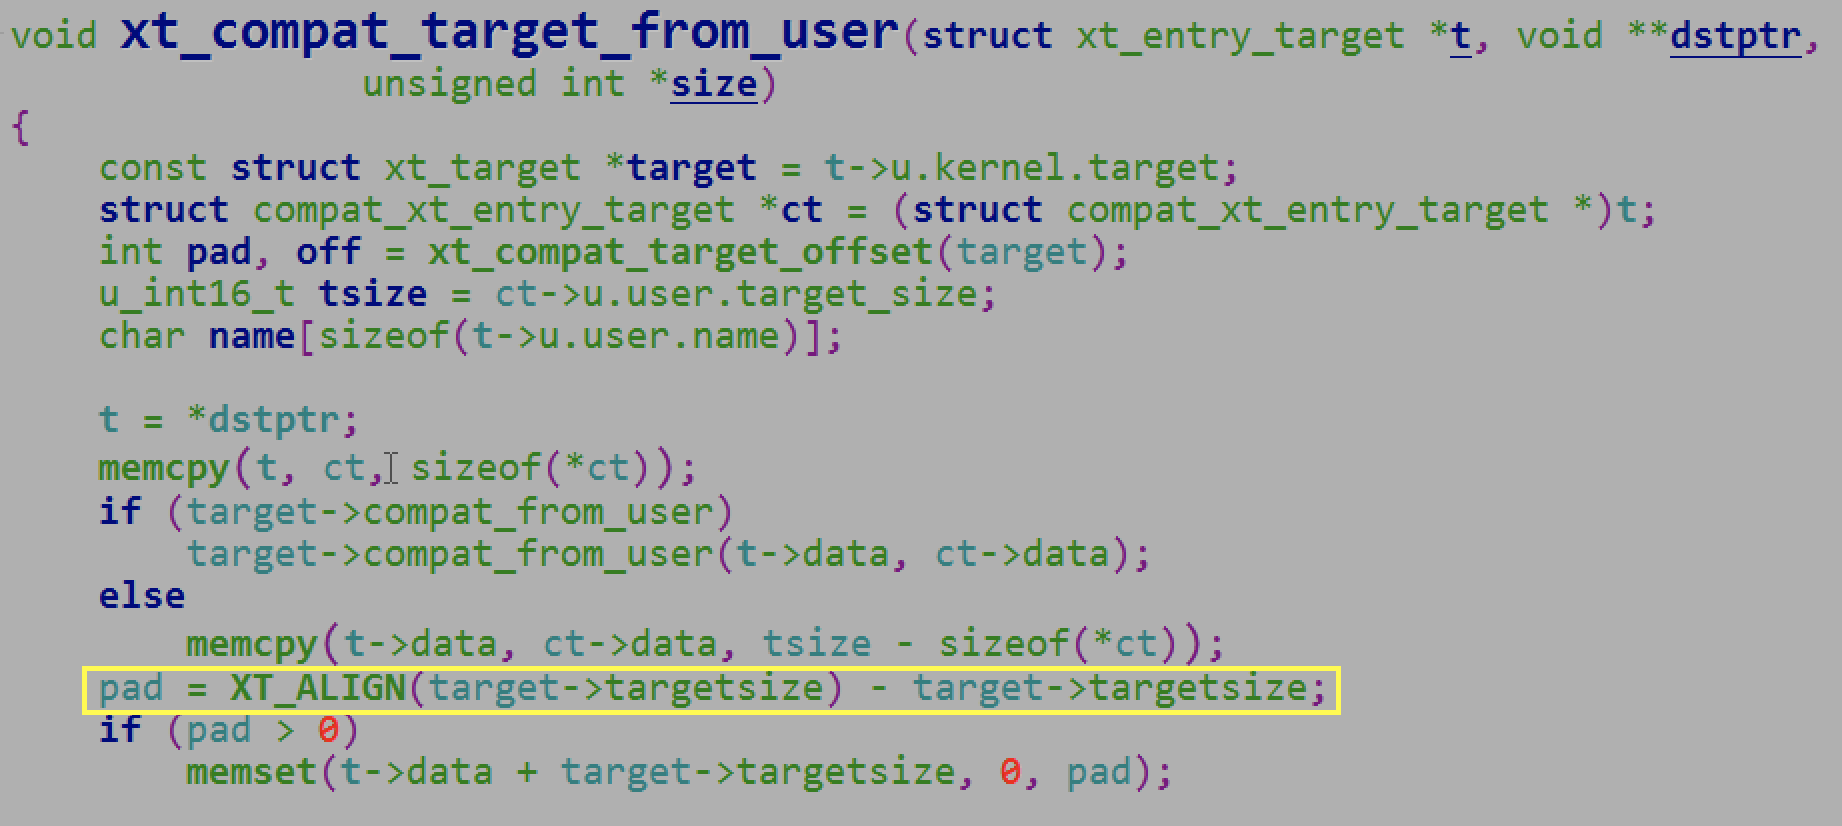 void xt_compat_target_from_user(struct xt_entry_target *t, void **dstptr,
unsigned int *size)
{
const struct xt_target *target = t->u.kernel.target;
struct compat_xt_entry_target *ct = (struct compat_xt_entry_target *)t;
int pad, off = xt_compat_target_offset(target);
u_int16_t tsize = ct->u.user.target_size;
char name[sizeof(t->u.user.name)];
t = *dstptr;
memcpy(t, ct, sizeof(*ct));
if (target->compat_from_user)
target->compat_from_user(t->data, ct->data);
else
memcpy(t->data, ct->data, tsize - sizeof(*ct));
pad = XT_ALIGN(target->targetsize) - target->targetsize;
if (pad > 0)
memset(t->data + target->targetsize, 0, pad);